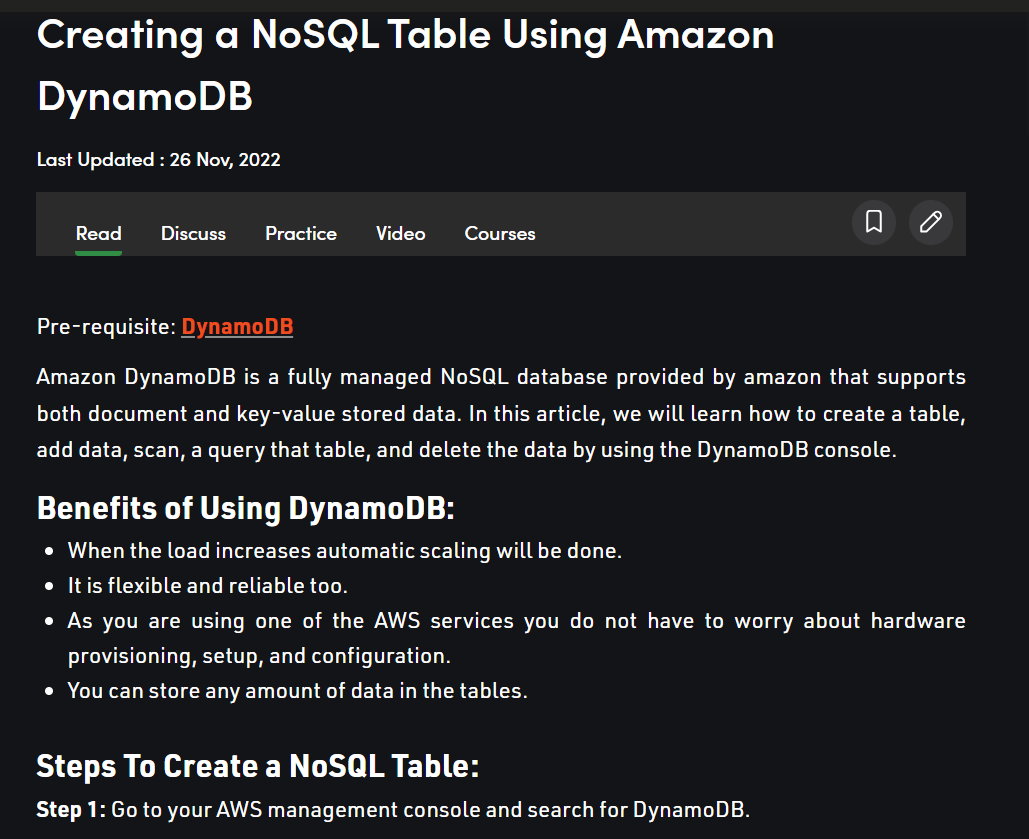 Creating a NoSQL Table Using Amazon
DynamoDB
Last Updated : 26 Nov, 2022
Read Discuss Practice Video Courses
Pre-requisite: DynamoDB
Amazon DynamoDB is a fully managed NoSQL database provided by amazon that supports
both document and key-value stored data. In this article, we will learn how to create a table,
add data, scan, a query that table, and delete the data by using the DynamoDB console.
Benefits of Using DynamoDB:
• When the load increases automatic scaling will be done.
• It is flexible and reliable too.
• As you are using one of the AWS services you do not have to worry about hardware
provisioning, setup, and configuration.
• You can store any amount of data in the tables.
Steps To Create a NoSQL Table:
Step 1: Go to your AWS management console and search for DynamoDB.